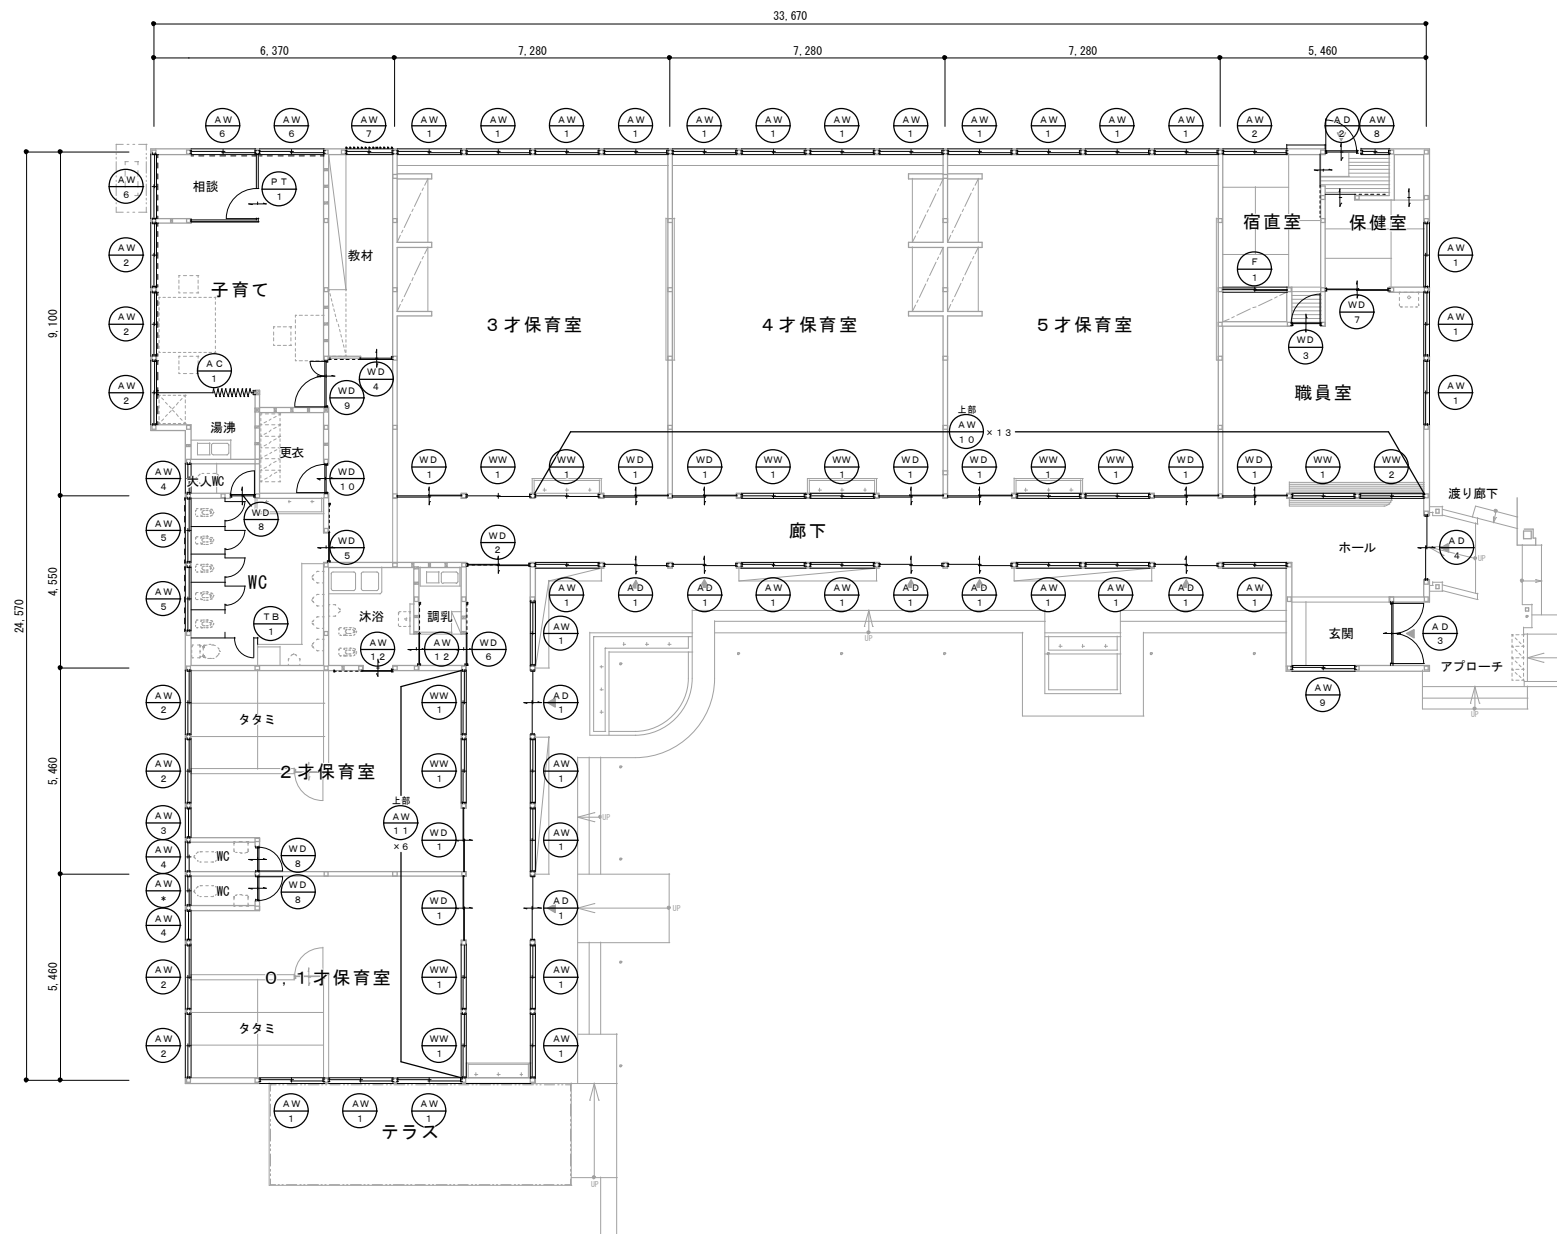 33,670
6,370 7,280 7,280 7,280 5,460
AW 6 AW 6 AW 7 AW 1 AW 1 AW 1 AW 1 AW 1 AW 1 AW 1 AW 1 AW 1 AW 1 AW 1 AW 1 AW 2 AD 2 AW 8
AW 6 相談 PT 1
宿直室 保健室
AW 2 教材 F 1 AW 1
子育て
WD 7
24,570
9,100
AW 2 3才保育室 4才保育室 5才保育室 WD 3 AW 1
AC 1 WD 4
AW 2 WD 9 職員室 AW 1
上部
湯沸 AW 10 ×13
更衣
AW 4 大人WC WD 10 WD 1 WW 1 WW 1 WD 1 WD 1 WW 1 WW 1 WD 1 WD 1 WW 1 WW 1 WD 1 WD 1 WW 1 WW 2
渡り廊下
WD 8
AW 5 廊下
WD 5 WD 2 ホール AD 4 UP
4,550
WC
AW 5 AW 1 AD 1 AD 1 AW 1 AW 1 AD 1 AD 1 AW 1 AW 1 AD 1 AW 1
TB 1 沐浴 調乳
AW 1 UP 玄関 AD 3
AW 12 AW 12 WD 6
アプローチ
AW 2 WW 1 AD 1 AW 9 UP
タタミ
5,460
AW 2 2才保育室 WW 1 AW 1
上部
AW 3 AW 11 UP
×6 WD 1 AW 1
AW 4 WC WD 8
AW * WC WD 8
WD 1 AD 1 UP
AW 4
5,460
AW 2 0,1才保育室 WW 1 AW 1
タタミ
AW 2 WW 1 AW 1
AW 1 AW 1 AW 1
テラス
UP